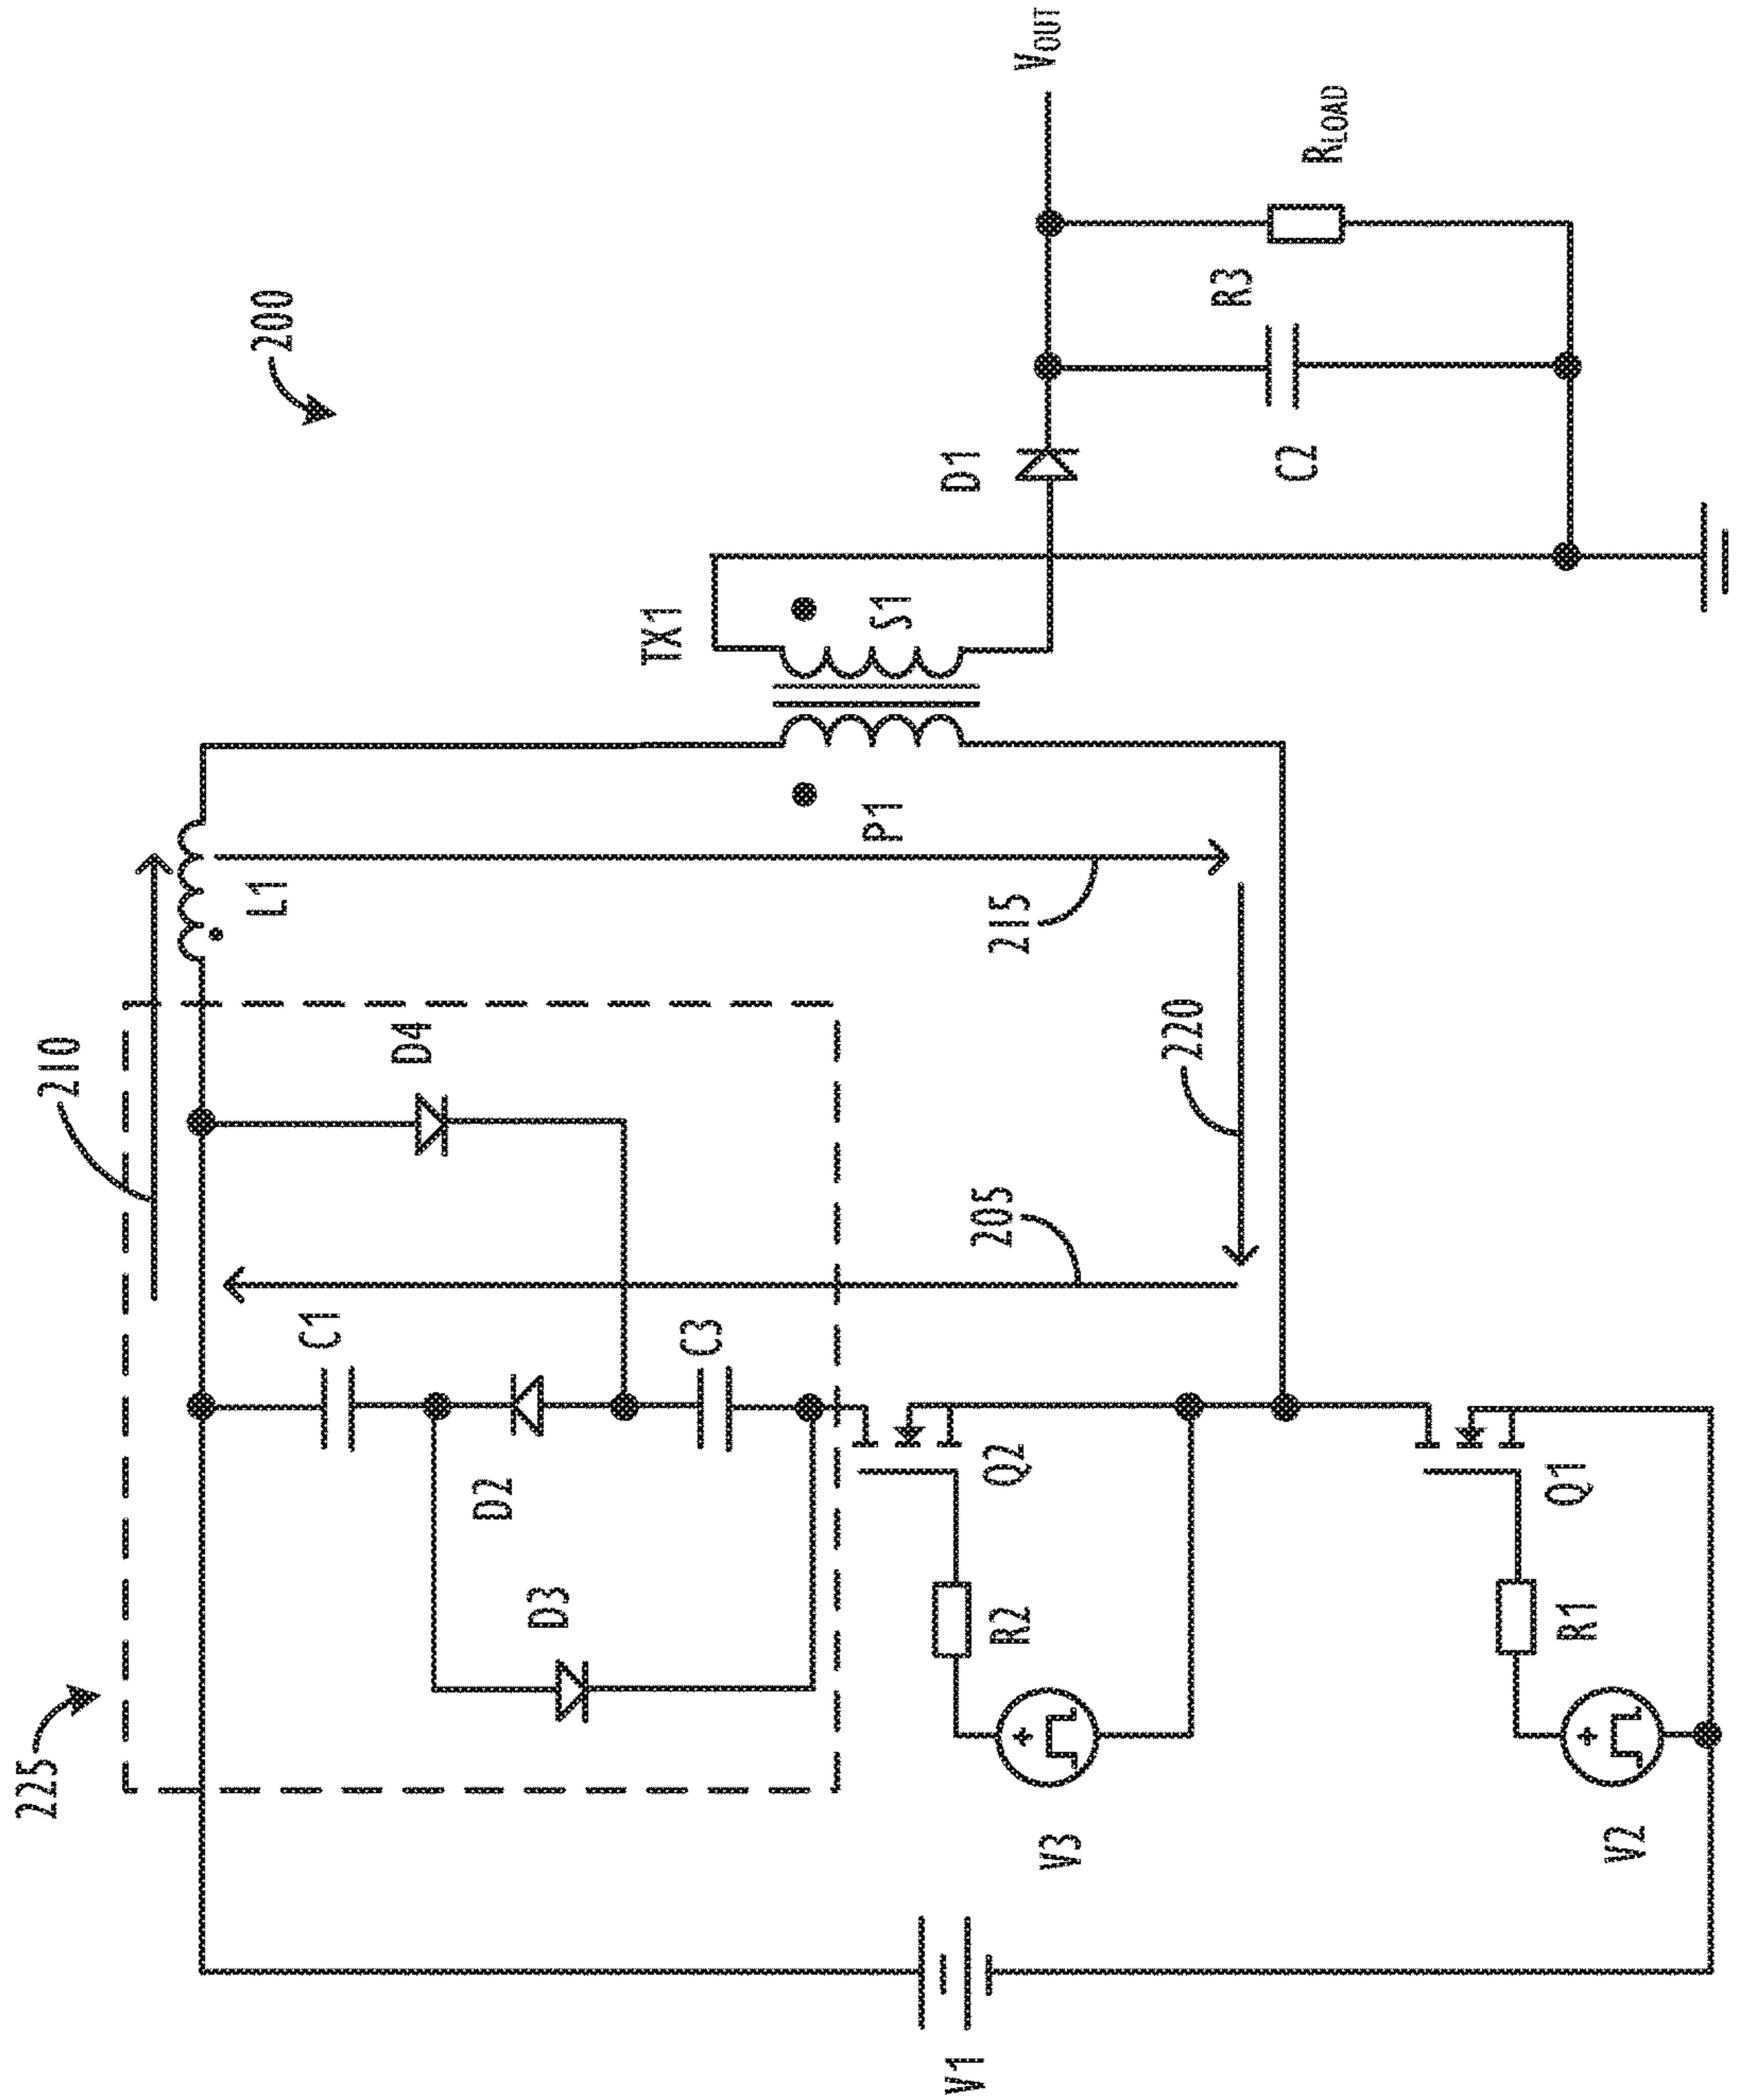 200
225
210
V1
C1
D2
D3
C3
D4
L1
205
215
220
P1
TX1
S1
D1
C2
R3
RLOAD
VOUT
Q2
R2
V3
Q1
R1
V2
+
+